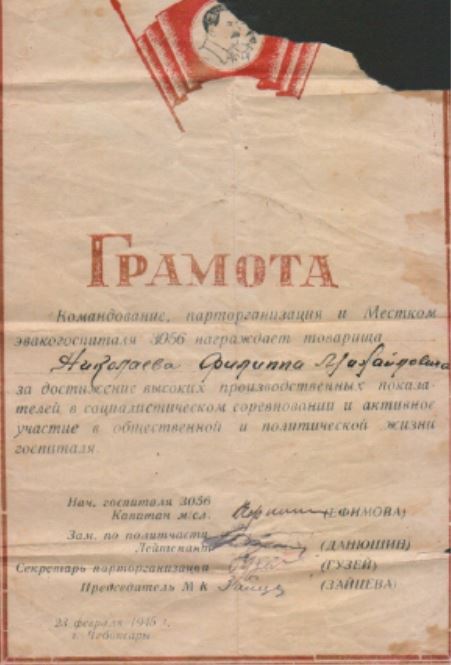 ГРАМОТА
Командование, парторганизация и Местком
эвакогоспиталя 3056 награждает товарища
Николаева Филиппа Михайловича
за достижение высоких производственных показа-
телей в социалистическом соревновании и активное
участие в общественной и политической жизни
госпиталя.
Нач. госпиталя 3056
Капитан м/сл. (ЕФИМОВА)
Зам. по политчасти
Лейтенант (ДАНЮШИН)
Секретарь парторганизации (ГУЗЕЙ)
Председатель М К Зайцева (ЗАЙЦЕВА)
23 февраля 1945 г.
г. Чебоксары